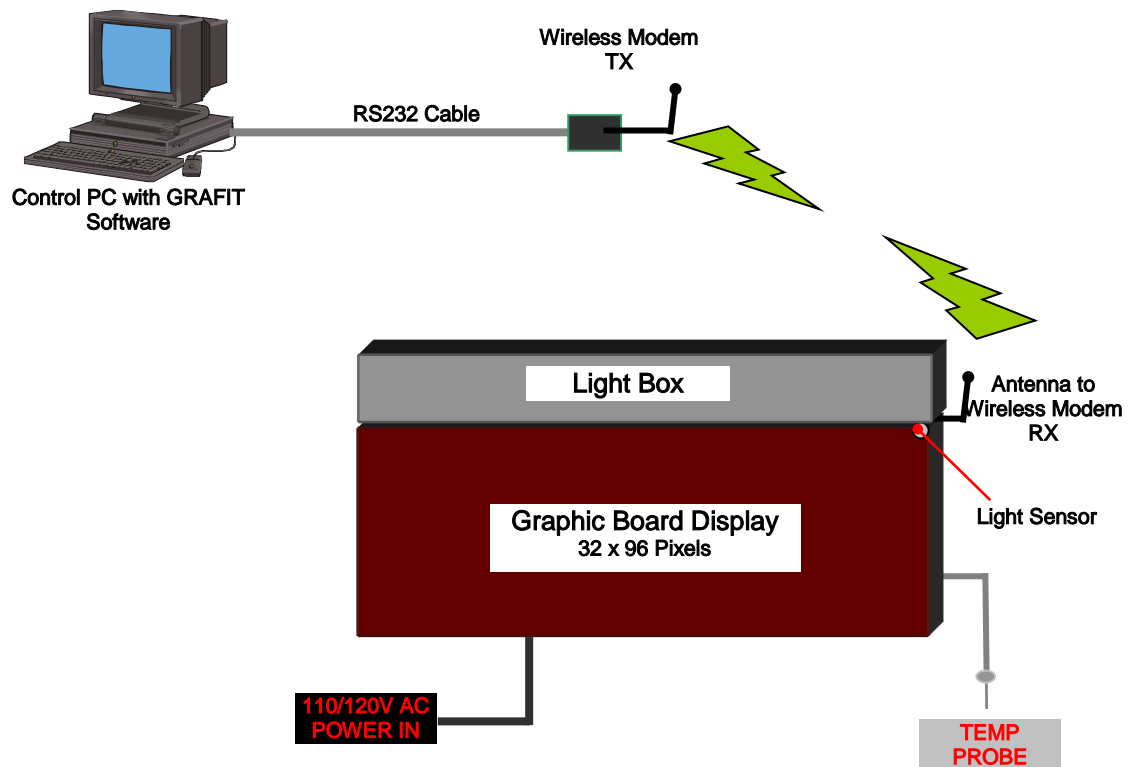 Wireless Modem
TX
RS232 Cable
Control PC with GRAFIT
Software
Light Box
Antenna to
Wireless Modem
RX
Light Sensor
Graphic Board Display
32 x 96 Pixels
110/120V AC
POWER IN
TEMP
PROBE